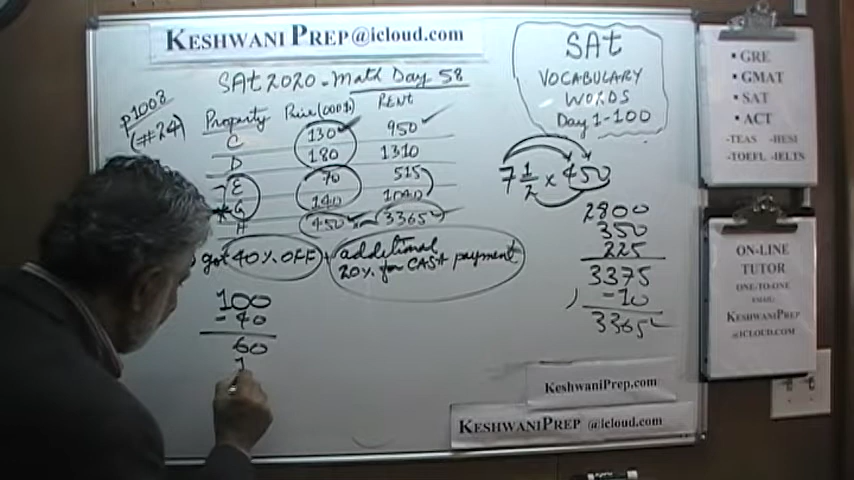 KESHWANI PREP@icloud.com
SAt 2020 - Math Day 58
p1003
(#24)
Property Price (000$) RENT
C 130 950
D 180 1310
E 70 515
G 140 1040
H 450 3365
got 40% OFF + additional
20% for CASH payment
100
- 40
60
1
SAt
VOCABULARY
WORDS
Day 1-100
7 1/2 x 450
2800
350
225
3375
- 10
3365
• GRE
• GMAT
• SAT
• ACT
-TEAS -HESI
-TOEFL -IELTS
ON-LINE
TUTOR
ONE-TO-ONE
EMAIL:
KESHWANIPREP
@ICLOUD.COM
KESHWANIPREP.COM
KESHWANIPREP @icloud.com